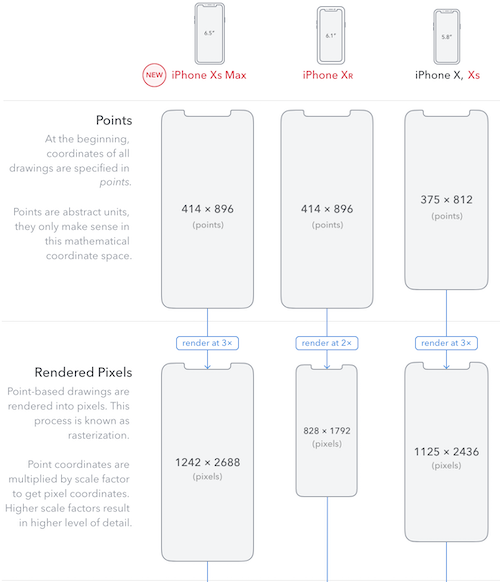 6.5"
6.1"
5.8"
NEW
iPhone Xs Max
iPhone XR
iPhone X, Xs
Points
At the beginning,
coordinates of all
drawings are specified in
points.
Points are abstract units,
they only make sense in
this mathematical
coordinate space.
414 × 896
(points)
414 × 896
(points)
375 × 812
(points)
render at 3×
render at 2×
render at 3×
Rendered Pixels
Point-based drawings are
rendered into pixels. This
process is known as
rasterization.
Point coordinates are
multiplied by scale factor
to get pixel coordinates.
Higher scale factors result
in higher level of detail.
1242 × 2688
(pixels)
828 × 1792
(pixels)
1125 × 2436
(pixels)